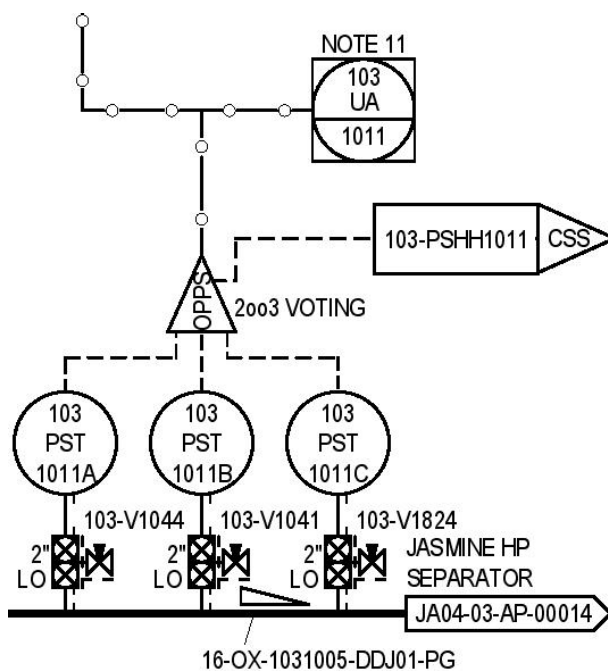 NOTE 11
103
UA
1011
103-PSHH1011
CSS
OPPS
2oo3 VOTING
103
PST
1011A
103
PST
1011B
103
PST
1011C
103-V1044
103-V1041
103-V1824
2"
LO
2"
LO
2"
LO
JASMINE HP
SEPARATOR
JA04-03-AP-00014
16-OX-1031005-DDJ01-PG